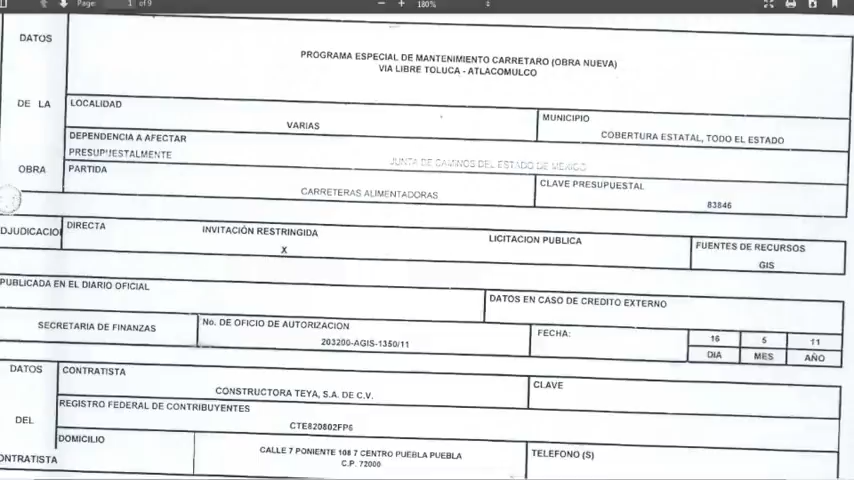 Page: 1 of 9 180%
DATOS
PROGRAMA ESPECIAL DE MANTENIMIENTO CARRETARO (OBRA NUEVA)
VIA LIBRE TOLUCA - ATLACOMULCO
DE LA
LOCALIDAD
VARIAS
MUNICIPIO
COBERTURA ESTATAL, TODO EL ESTADO
DEPENDENCIA A AFECTAR
PRESUPUESTALMENTE
JUNTA DE CAMINOS DEL ESTADO DE MEXICO
OBRA
PARTIDA
CARRETERAS ALIMENTADORAS
CLAVE PRESUPUESTAL
83846
DJUDICACIO
DIRECTA
INVITACIÓN RESTRINGIDA
X
LICITACION PUBLICA
FUENTES DE RECURSOS
GIS
PUBLICADA EN EL DIARIO OFICIAL
DATOS EN CASO DE CREDITO EXTERNO
SECRETARIA DE FINANZAS
No. DE OFICIO DE AUTORIZACION
203200-AGIS-1350/11
FECHA:
16 5 11
DIA MES AÑO
DATOS
CONTRATISTA
CONSTRUCTORA TEYA, S.A. DE C.V.
CLAVE
REGISTRO FEDERAL DE CONTRIBUYENTES
CTE820802FP6
DEL
DOMICILIO
CALLE 7 PONIENTE 108 7 CENTRO PUEBLA PUEBLA
C.P. 72000
TELEFONO (S)
ONTRATISTA